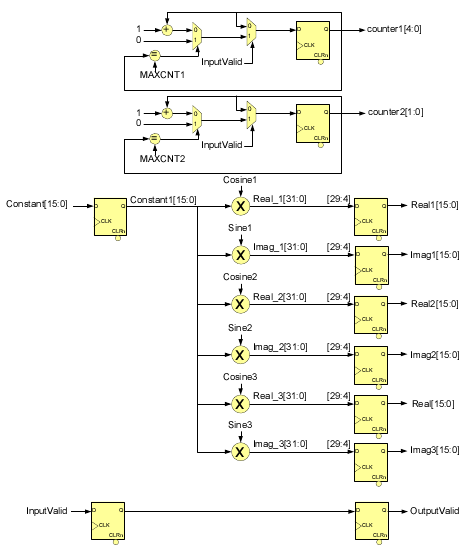 1
0
0
1
0
1
=
MAXCNT1
InputValid
D Q
CLK
CLRn
counter1[4:0]
1
0
0
1
0
1
=
MAXCNT2
InputValid
D Q
CLK
CLRn
counter2[1:0]
Constant[15:0]
D Q
CLK
CLRn
Constant1[15:0]
Cosine1
X
Real_1[31:0] [29:4]
D Q
CLK
CLRn
Real1[15:0]
Sine1
X
Imag_1[31:0] [29:4]
D Q
CLK
CLRn
Imag1[15:0]
Cosine2
X
Real_2[31:0] [29:4]
D Q
CLK
CLRn
Real2[15:0]
Sine2
X
Imag_2[31:0] [29:4]
D Q
CLK
CLRn
Imag2[15:0]
Cosine3
X
Real_3[31:0] [29:4]
D Q
CLK
CLRn
Real[15:0]
Sine3
X
Imag_3[31:0] [29:4]
D Q
CLK
CLRn
Imag3[15:0]
InputValid
D Q
CLK
CLRn
D Q
CLK
CLRn
OutputValid